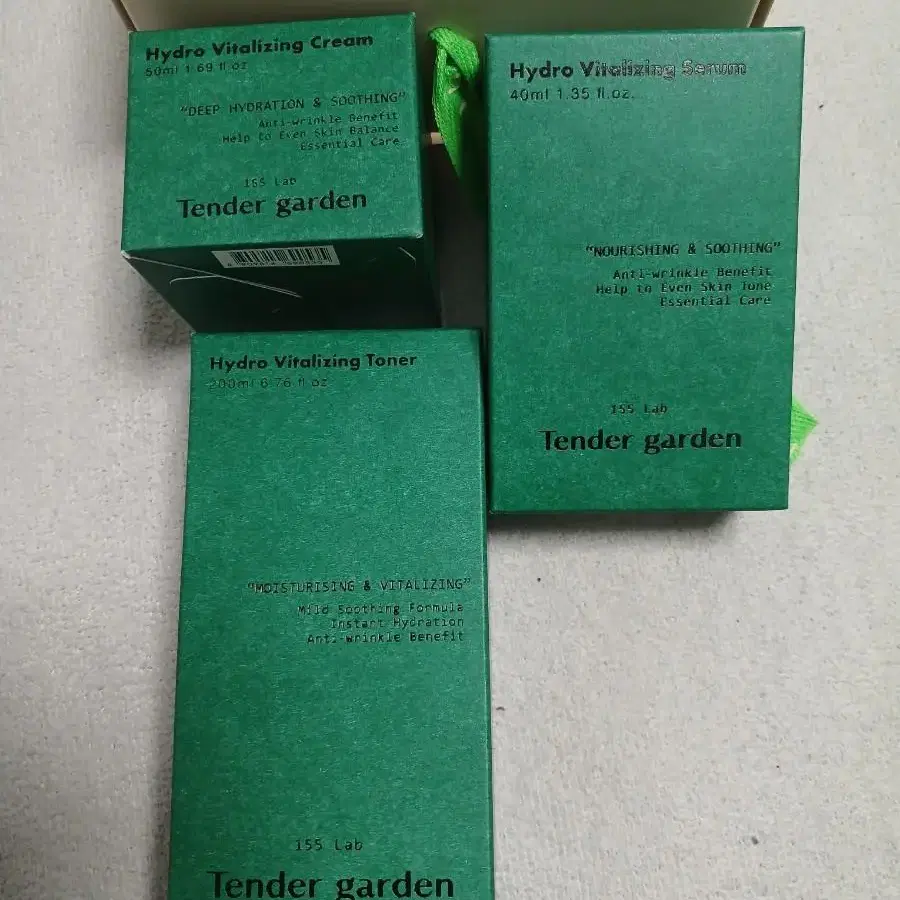 Hydro Vitalizing Cream
50ml 1.69 fl.oz
"DEEP HYDRATION & SOOTHING"
Anti-wrinkle Benefit
Help to Even Skin Balance
Essential Care
155 Lab
Tender garden
Hydro Vitalizing Serum
40ml 1.35 fl.oz.
"NOURISHING & SOOTHING"
Anti-wrinkle Benefit
Help to Even Skin Tone
Essential Care
155 Lab
Tender garden
Hydro Vitalizing Toner
200ml 6.76 fl oz
"MOISTURISING & VITALIZING"
Mild Soothing Formula
Instant Hydration
Anti-wrinkle Benefit
155 Lab
Tender garden